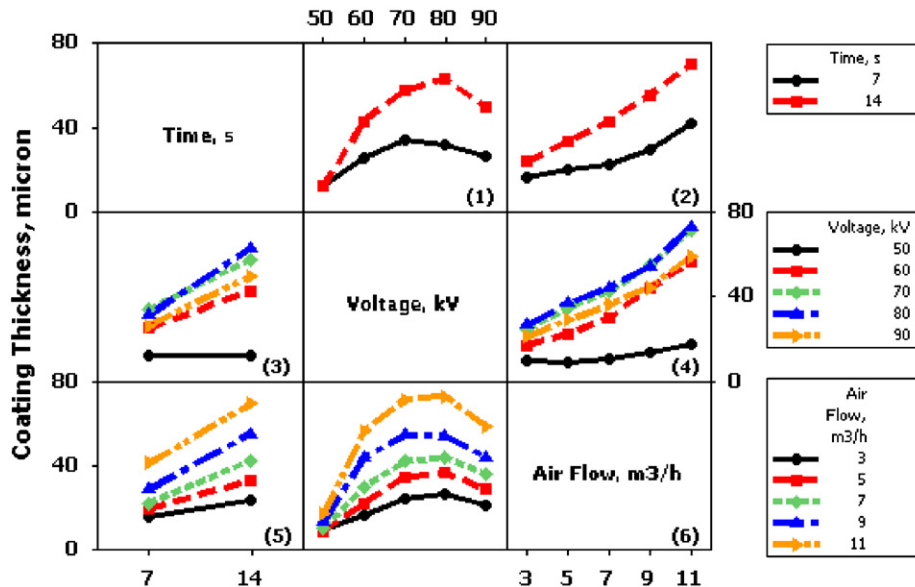 50 60 70 80 90
80
40
0
Coating Thickness, micron
Time, s
(1)
(2)
Time, s
7
14
(3)
Voltage, kV
(4)
80
40
0
Voltage, kV
50
60
70
80
90
80
40
0
(5)
Air Flow, m3/h
(6)
Air
Flow,
m3/h
3
5
7
9
11
7 14
3 5 7 9 11